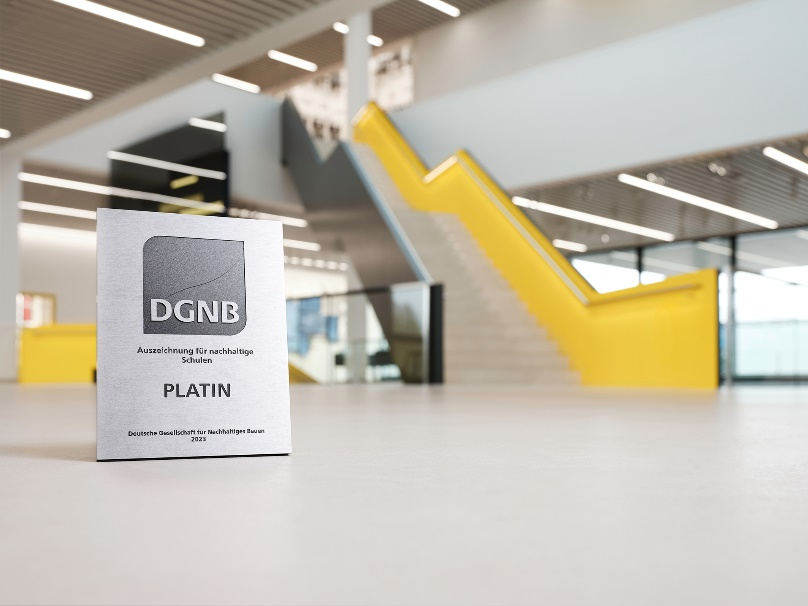 DGNB
Auszeichnung für nachhaltige
Schulen
PLATIN
Deutsche Gesellschaft für Nachhaltiges Bauen
2023